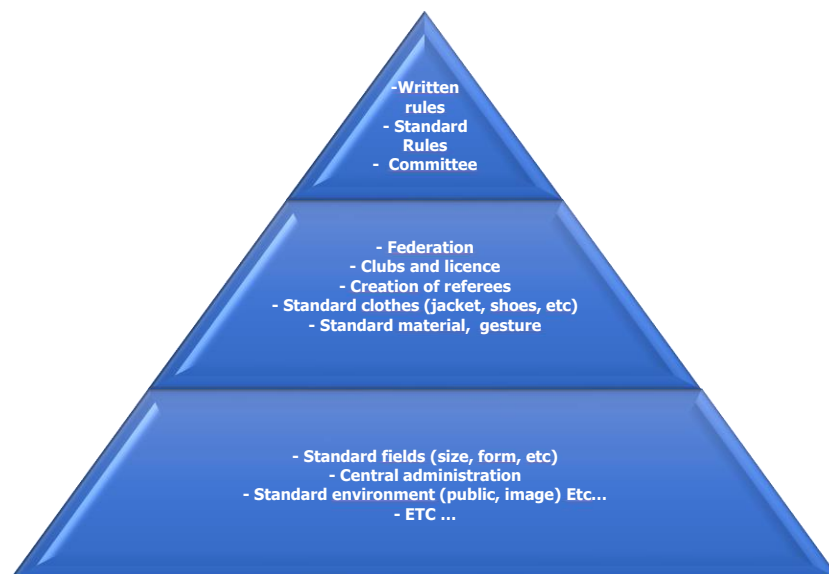 -Written
rules
- Standard
Rules
- Committee
- Federation
- Clubs and licence
- Creation of referees
- Standard clothes (jacket, shoes, etc)
- Standard material, gesture
- Standard fields (size, form, etc)
- Central administration
- Standard environment (public, image) Etc...
- ETC ...